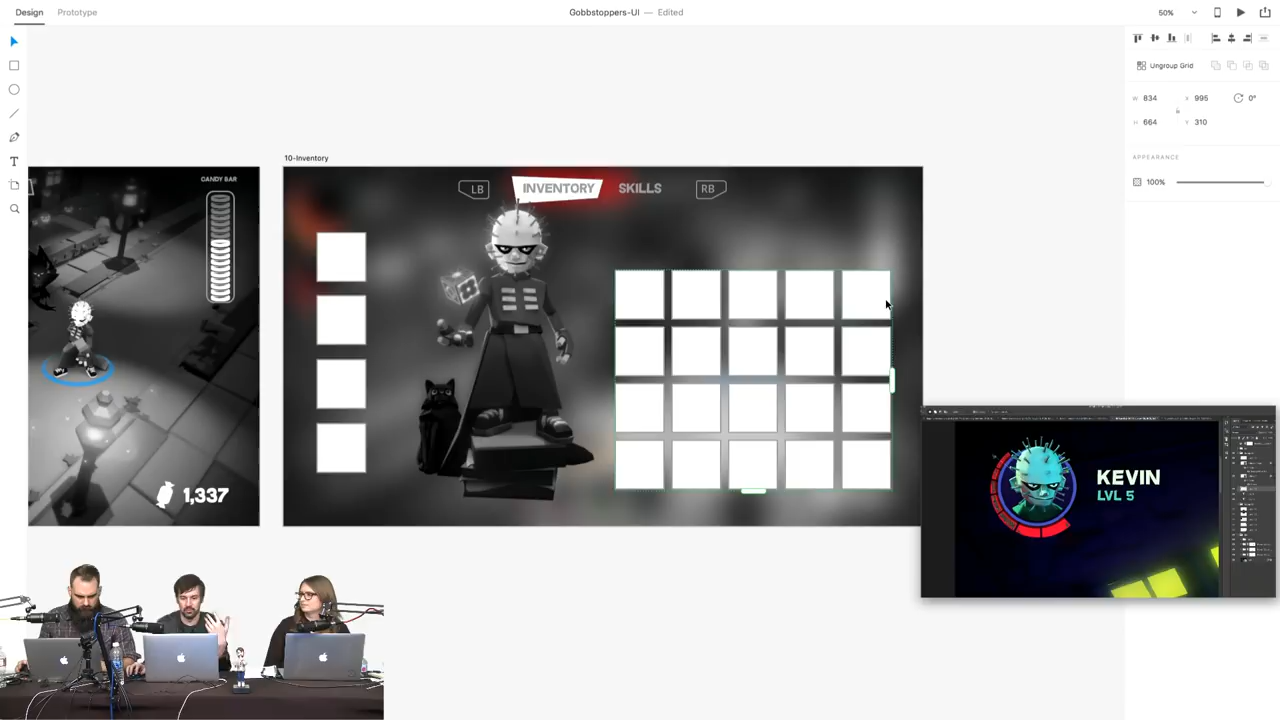 Design
Prototype
Gobbstoppers-UI — Edited
50%
Ungroup Grid
W 834
X 995
0°
H 664
Y 310
APPEARANCE
100%
10-Inventory
CANDY BAR
LB
INVENTORY
SKILLS
RB
1,337
KEVIN
LVL 5